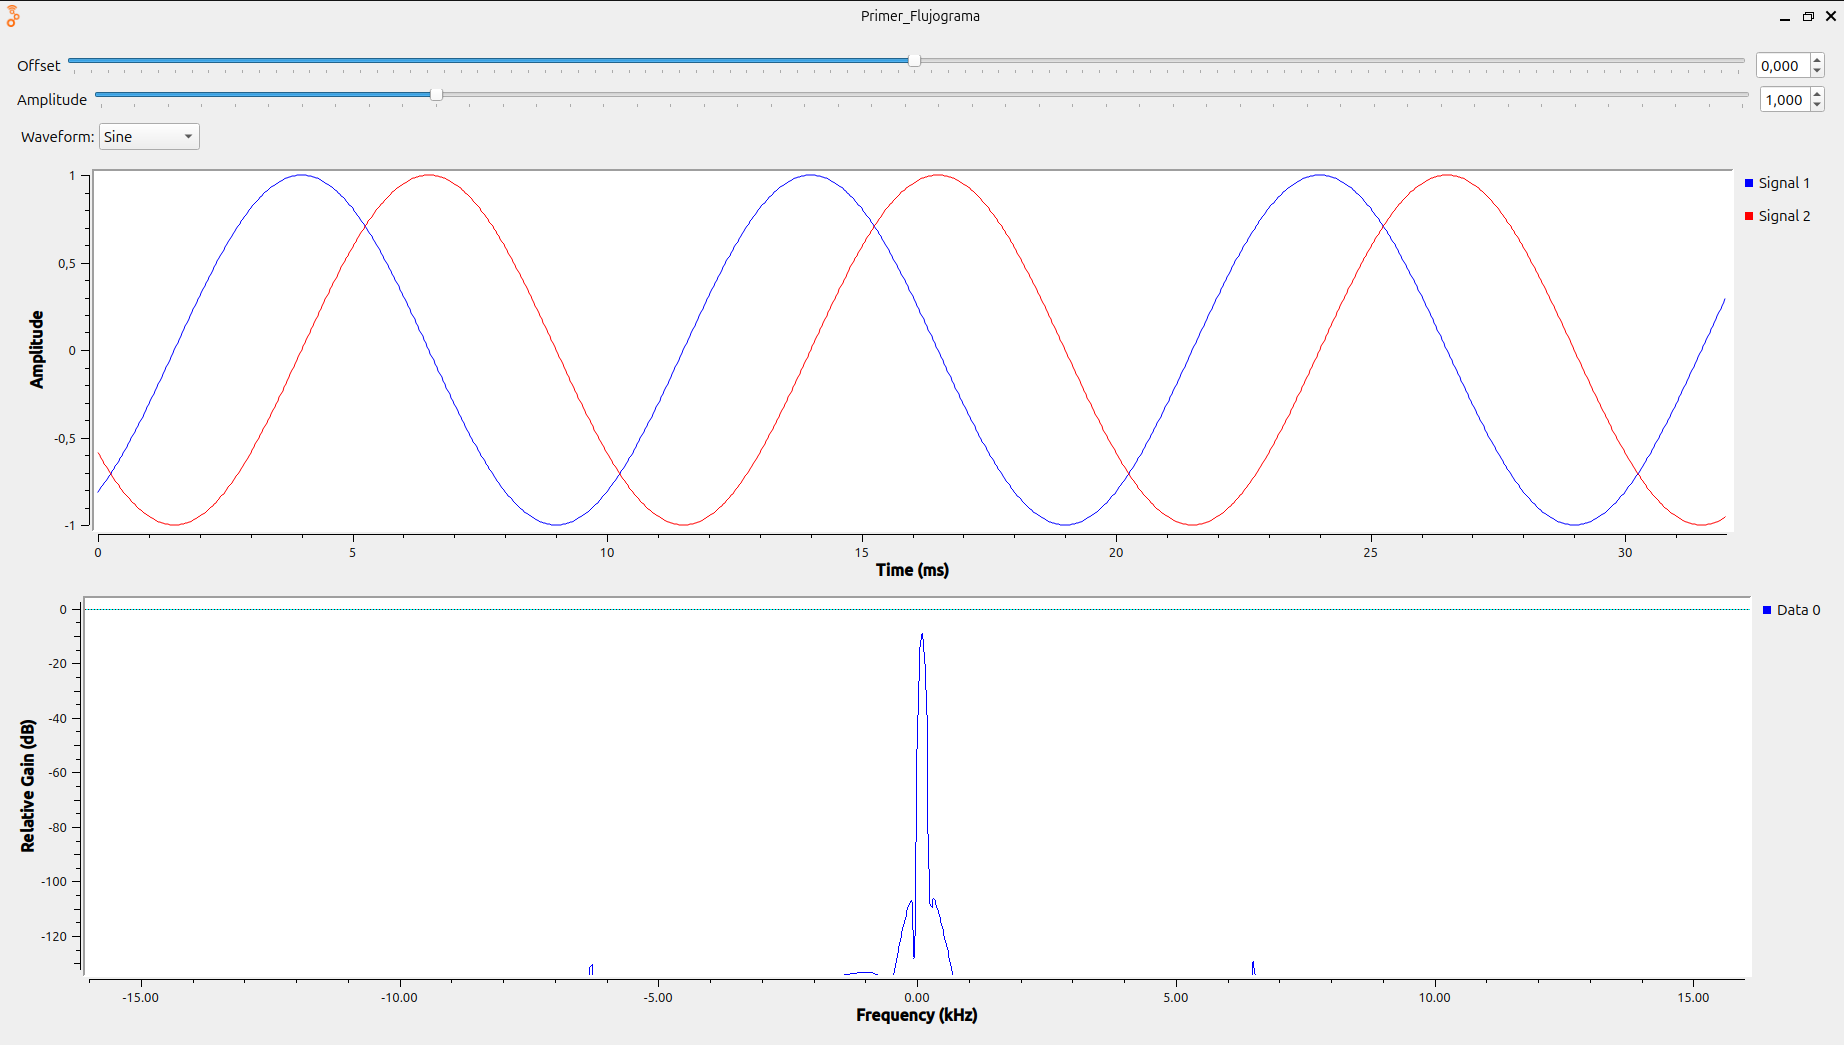 Primer_Flujograma
Offset 0,000
Amplitude 1,000
Waveform: Sine
Amplitude
1
0,5
0
-0,5
-1
0 5 10 15 20 25 30
Time (ms)
Signal 1
Signal 2
Relative Gain (dB)
0
-20
-40
-60
-80
-100
-120
-15.00 -10.00 -5.00 0.00 5.00 10.00 15.00
Frequency (kHz)
Data 0